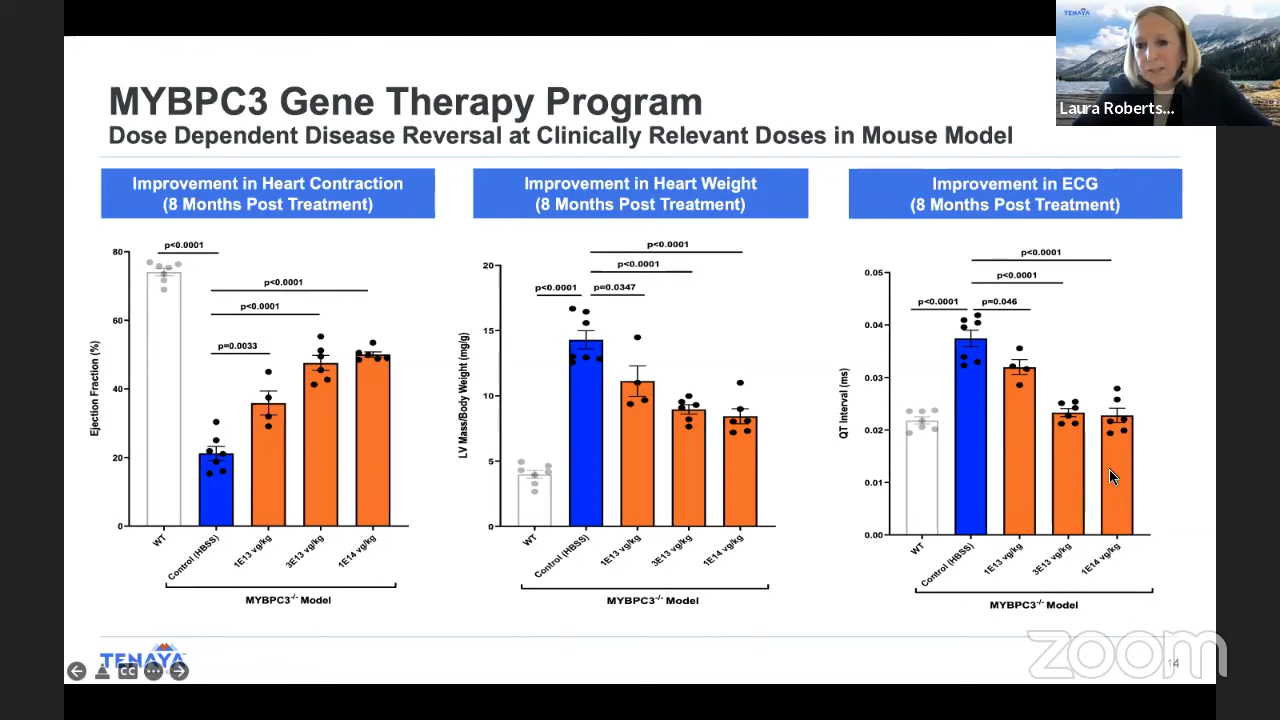 TENAYA
Laura Roberts...
MYBPC3 Gene Therapy Program
Dose Dependent Disease Reversal at Clinically Relevant Doses in Mouse Model
Improvement in Heart Contraction
(8 Months Post Treatment)
p<0.0001
p<0.0001
p<0.0001
p=0.0033
Ejection Fraction (%)
80
60
40
20
0
WT
Control (HBSS)
1E13 vg/kg
3E13 vg/kg
1E14 vg/kg
MYBPC3-/- Model
Improvement in Heart Weight
(8 Months Post Treatment)
p<0.0001
p<0.0001
p<0.0001
p=0.0347
LV Mass/Body Weight (mg/g)
20
15
10
5
0
WT
Control (HBSS)
1E13 vg/kg
3E13 vg/kg
1E14 vg/kg
MYBPC3-/- Model
Improvement in ECG
(8 Months Post Treatment)
p<0.0001
p<0.0001
p<0.0001
p=0.046
QT Interval (ms)
0.05
0.04
0.03
0.02
0.01
0.00
WT
Control (HBSS)
1E13 vg/kg
3E13 vg/kg
1E14 vg/kg
MYBPC3-/- Model
TENAYA
CC
zoom
14